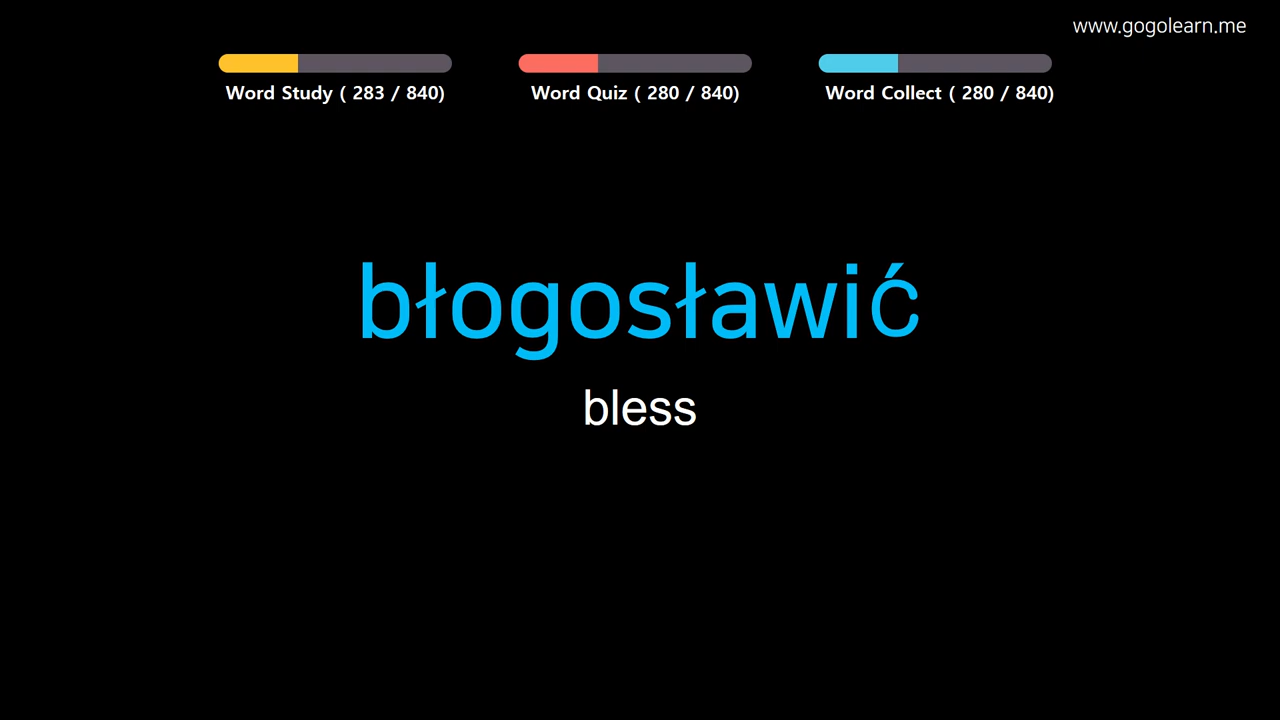 www.gogolearn.me
Word Study ( 283 / 840)
Word Quiz ( 280 / 840)
Word Collect ( 280 / 840)
błogosławić
bless